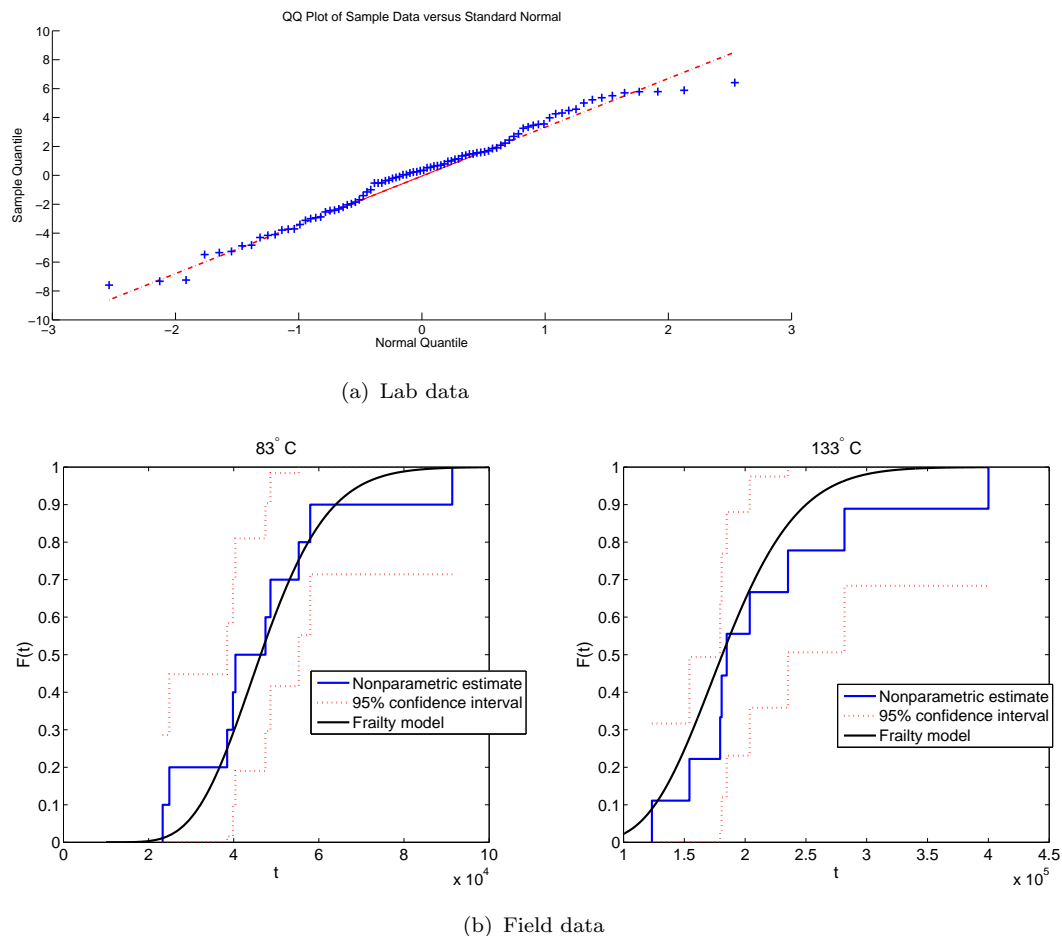 QQ Plot of Sample Data versus Standard Normal
10
8
6
4
2
0
−2
−4
−6
−8
−10
Sample Quantile
−3 −2 −1 0 1 2 3
Normal Quantile
(a) Lab data
83° C
1
0.9
0.8
0.7
0.6
0.5
0.4
0.3
0.2
0.1
0
F(t)
Nonparametric estimate
95% confidence interval
Frailty model
0 2 4 6 8 10
t
x 10^4
133° C
1
0.9
0.8
0.7
0.6
0.5
0.4
0.3
0.2
0.1
0
F(t)
Nonparametric estimate
95% confidence interval
Frailty model
1 1.5 2 2.5 3 3.5 4 4.5
t
x 10^5
(b) Field data